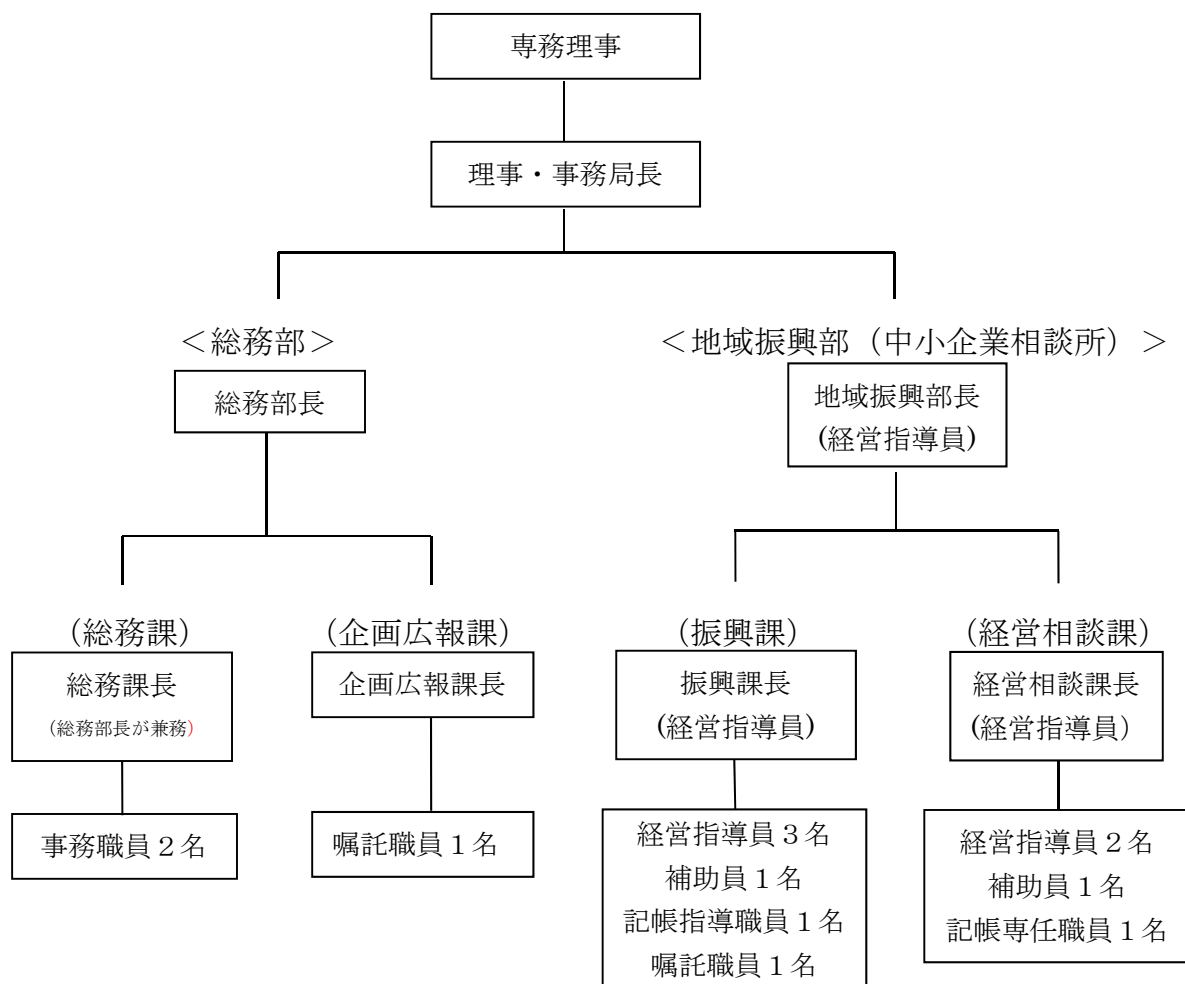 専務理事
理事・事務局長
＜総務部＞
総務部長
＜地域振興部（中小企業相談所）＞
地域振興部長
(経営指導員)
(総務課)
総務課長
(総務部長が兼務)
事務職員２名
(企画広報課)
企画広報課長
嘱託職員１名
(振興課)
振興課長
(経営指導員)
経営指導員３名
補助員１名
記帳指導職員１名
嘱託職員１名
(経営相談課)
経営相談課長
(経営指導員）
経営指導員２名
補助員１名
記帳専任職員１名